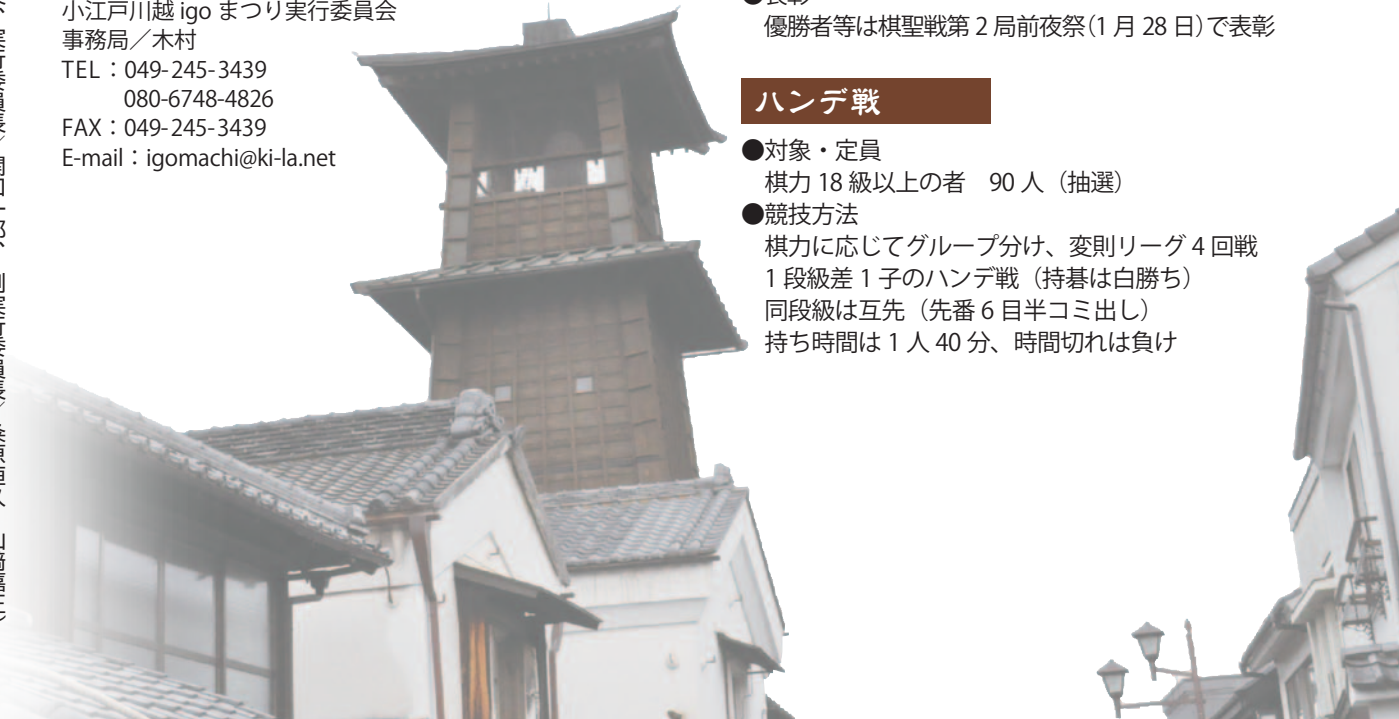 小江戸川越 igo まつり実行委員会
事務局／木村
TEL：049-245-3439
080-6748-4826
FAX：049-245-3439
E-mail：igomachi@ki-la.net
優勝者等は棋聖戦第 2 局前夜祭（1 月 28 日）で表彰
ハンデ戦
●対象・定員
棋力 18 級以上の者　90 人（抽選）
●競技方法
棋力に応じてグループ分け、変則リーグ 4 回戦
1 段級差 1 子のハンデ戦（持碁は白勝ち）
同段級は互先（先番 6 目半コミ出し）
持ち時間は 1 人 40 分、時間切れは負け